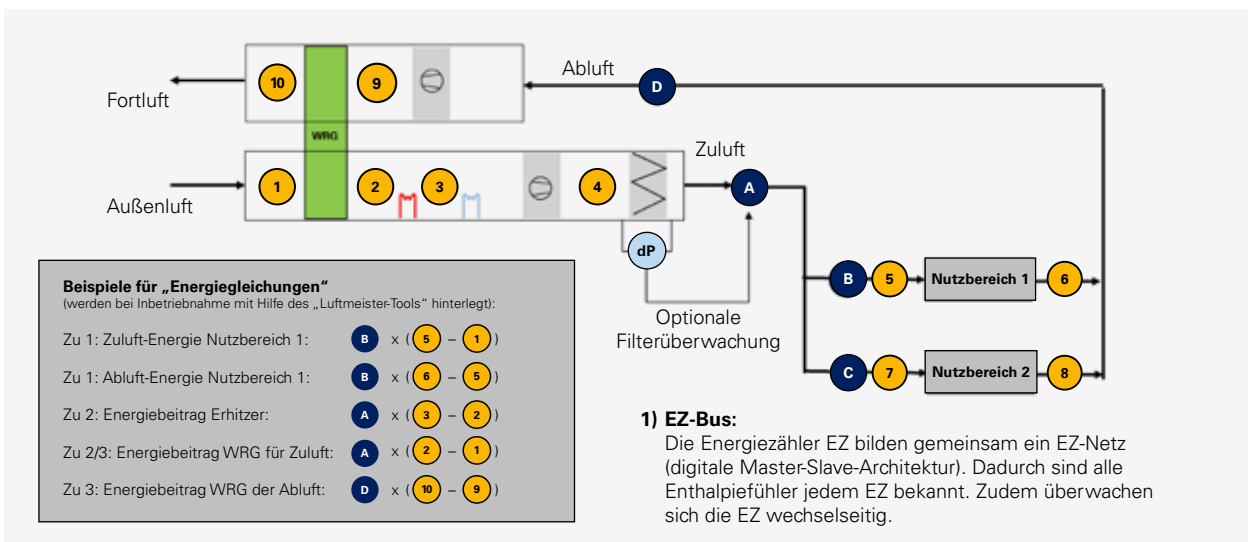 10
9
Abluft
D
Fortluft
WRG
Zuluft
1
2
3
4
A
Außenluft
dP
B
5
Nutzbereich 1
6
Optionale
Filterüberwachung
C
7
Nutzbereich 2
8
Beispiele für „Energiegleichungen“
(werden bei Inbetriebnahme mit Hilfe des „Luftmeister-Tools“ hinterlegt):
Zu 1: Zuluft-Energie Nutzbereich 1: B x ( 5 – 1 )
Zu 1: Abluft-Energie Nutzbereich 1: B x ( 6 – 5 )
Zu 2: Energiebeitrag Erhitzer: A x ( 3 – 2 )
Zu 2/3: Energiebeitrag WRG für Zuluft: A x ( 2 – 1 )
Zu 3: Energiebeitrag WRG der Abluft: D x ( 10 – 9 )
1) EZ-Bus:
Die Energiezähler EZ bilden gemeinsam ein EZ-Netz
(digitale Master-Slave-Architektur). Dadurch sind alle
Enthalpiefühler jedem EZ bekannt. Zudem überwachen
sich die EZ wechselseitig.